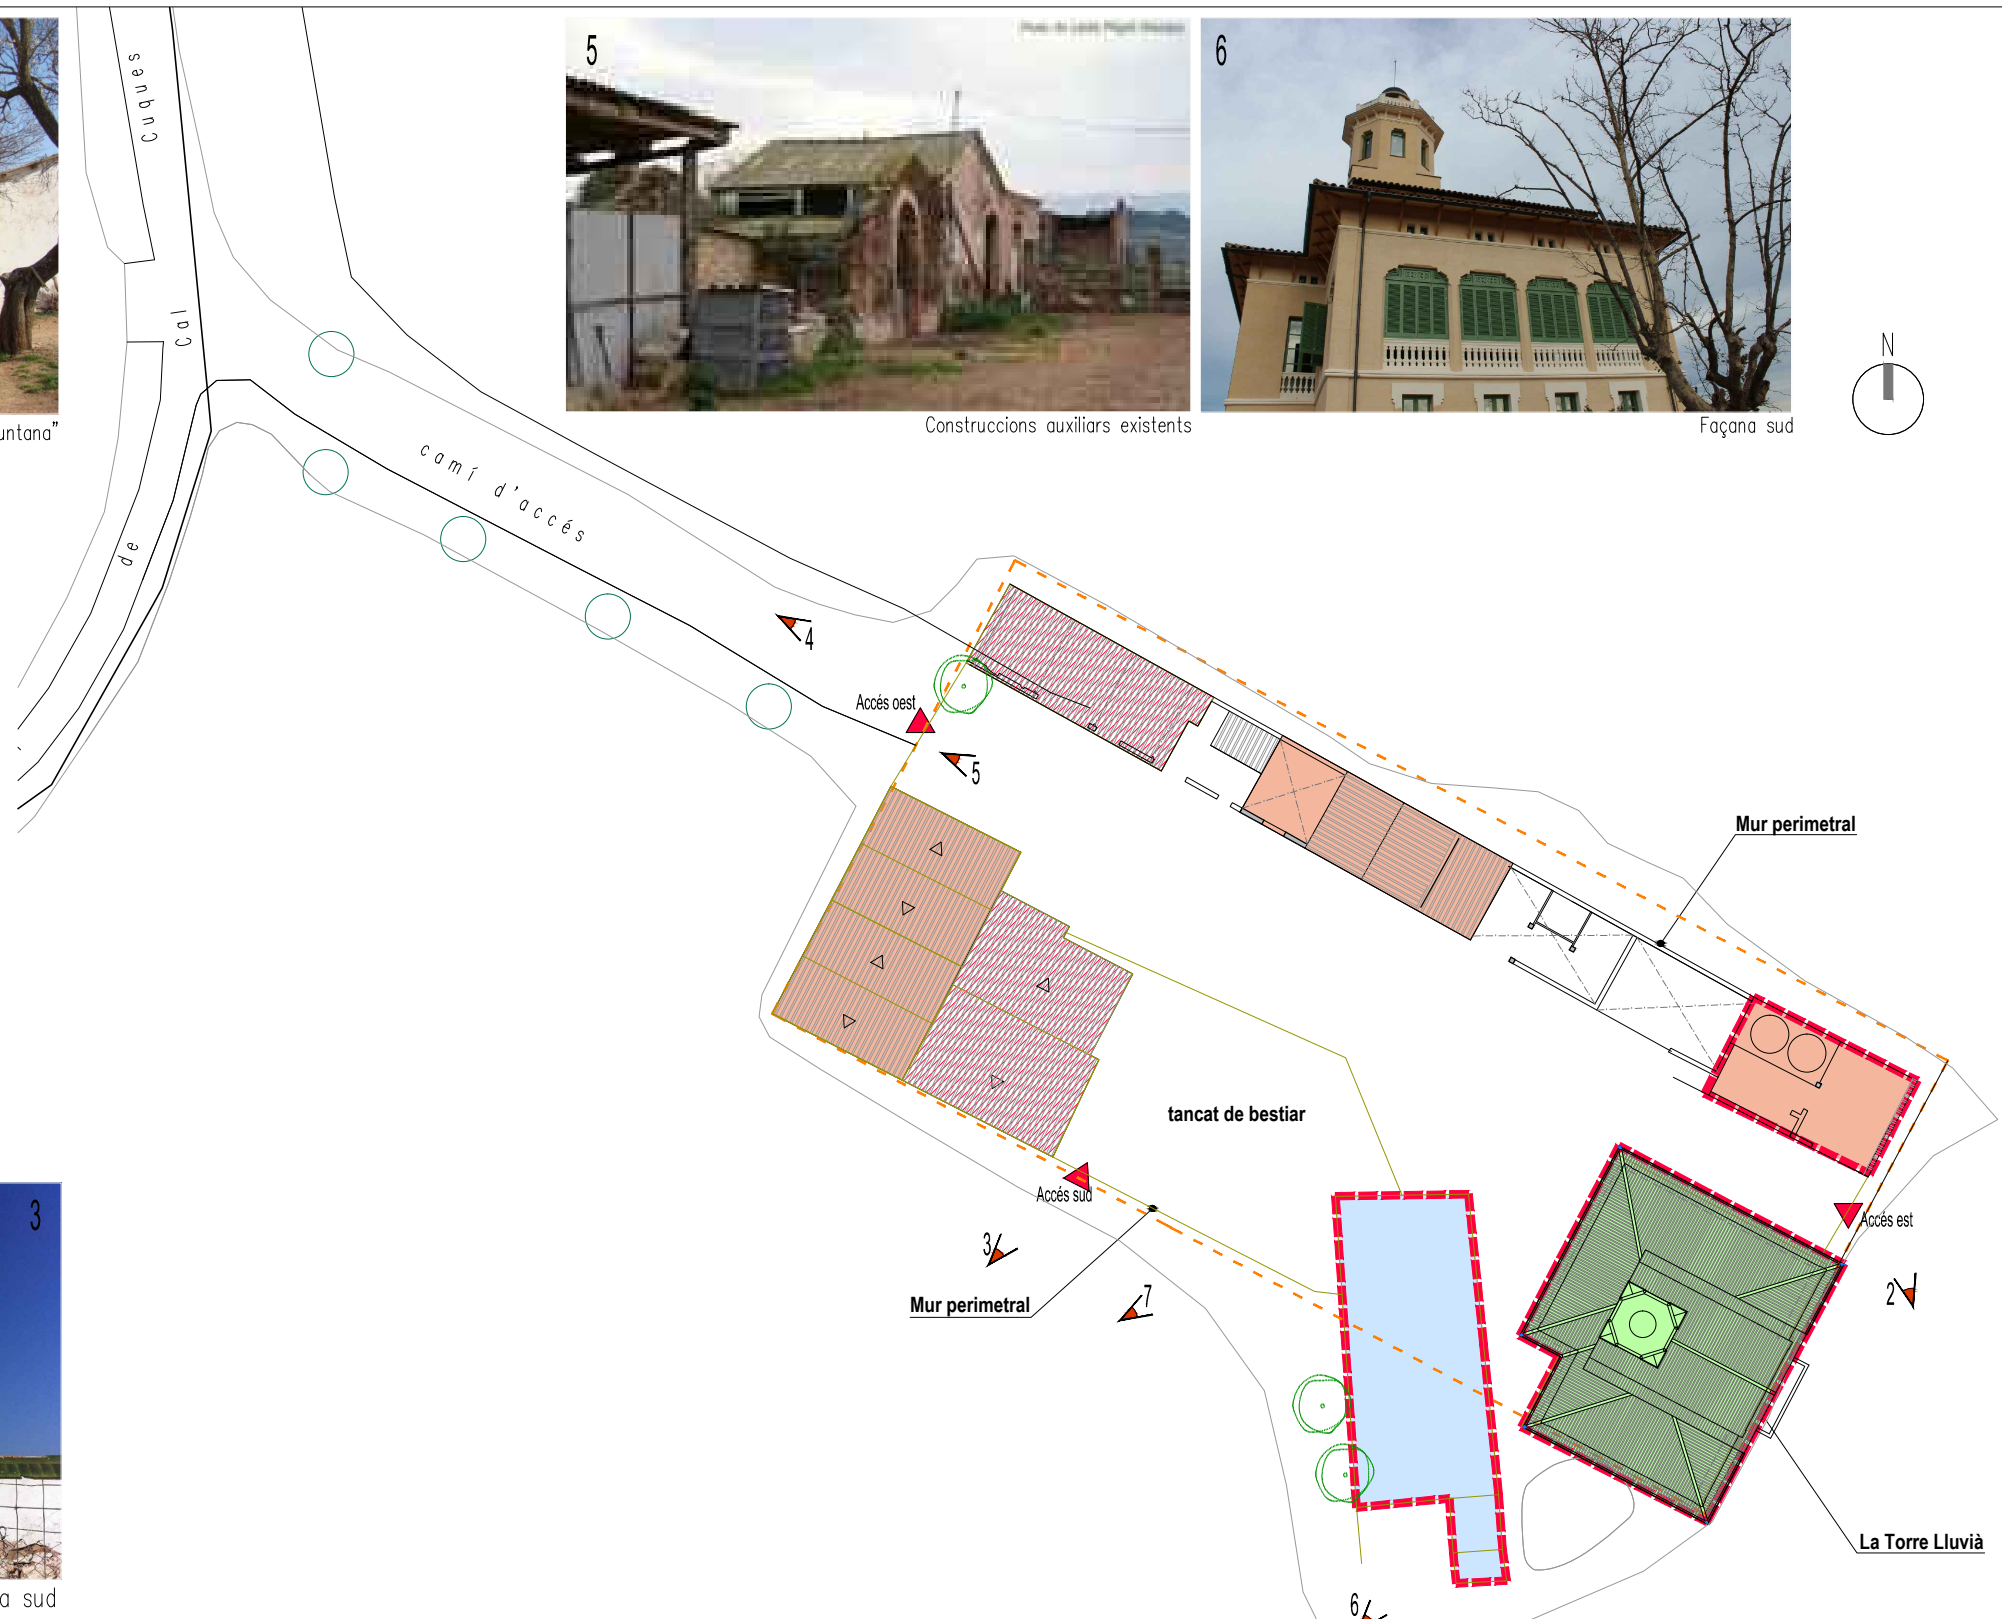 5
6
Cuques
Cal
de
untana"
Construccions auxiliars existents
Façana sud
N
camí d'accés
4
Accés oest
5
Mur perimetral
tancat de bestiar
Accés sud
3
7
Mur perimetral
Accés est
2
La Torre Lluvià
3
a sud
6